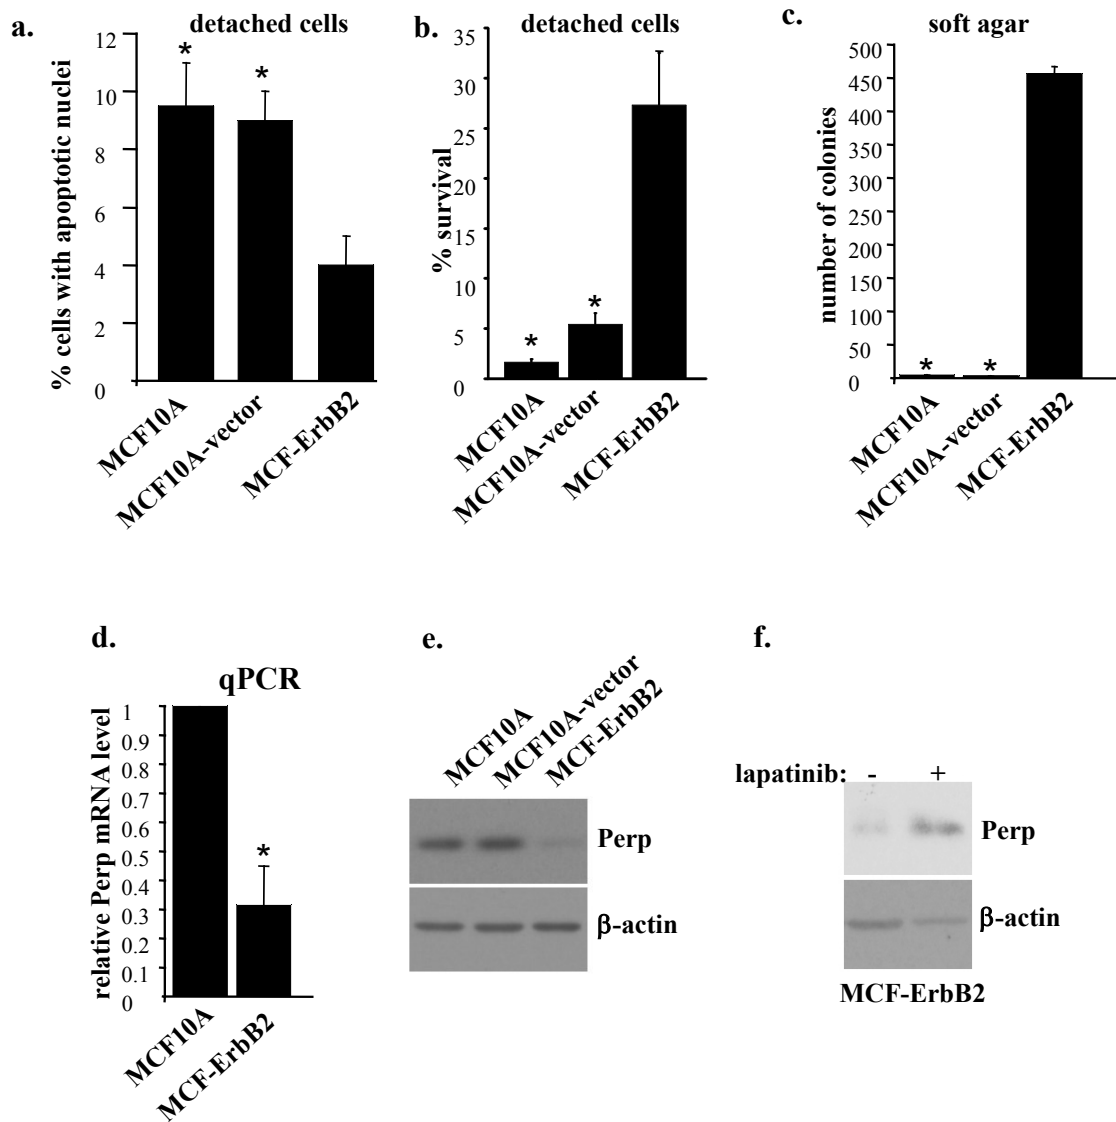 a.
detached cells
% cells with apoptotic nuclei
12
10
8
6
4
2
0
*
*
MCF10A
MCF10A-vector
MCF-ErbB2
b.
detached cells
% survival
35
30
25
20
15
10
5
0
*
*
MCF10A
MCF10A-vector
MCF-ErbB2
c.
soft agar
number of colonies
500
450
400
350
300
250
200
150
100
50
0
*
*
MCF10A
MCF10A-vector
MCF-ErbB2
d.
qPCR
relative Perp mRNA level
1
0.9
0.8
0.7
0.6
0.5
0.4
0.3
0.2
0.1
0
*
MCF10A
MCF-ErbB2
e.
MCF10A
MCF10A-vector
MCF-ErbB2
Perp
β-actin
f.
lapatinib: - +
Perp
β-actin
MCF-ErbB2